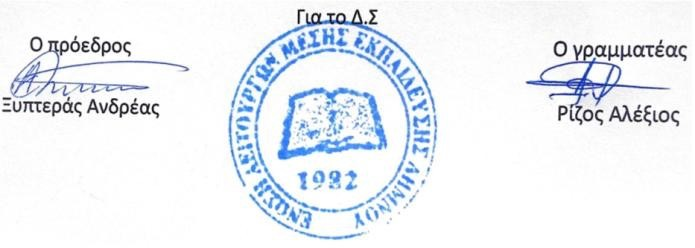 Για το Δ.Σ
Ο πρόεδρος
Ξυπτεράς Ανδρέας
Ο γραμματέας
Ρίζος Αλέξιος
ΕΝΩΣΗ ΛΕΙΤΟΥΡΓΩΝ ΜΕΣΗΣ ΕΚΠΑΙΔΕΥΣΗΣ ΛΗΜΝΟΥ
1982